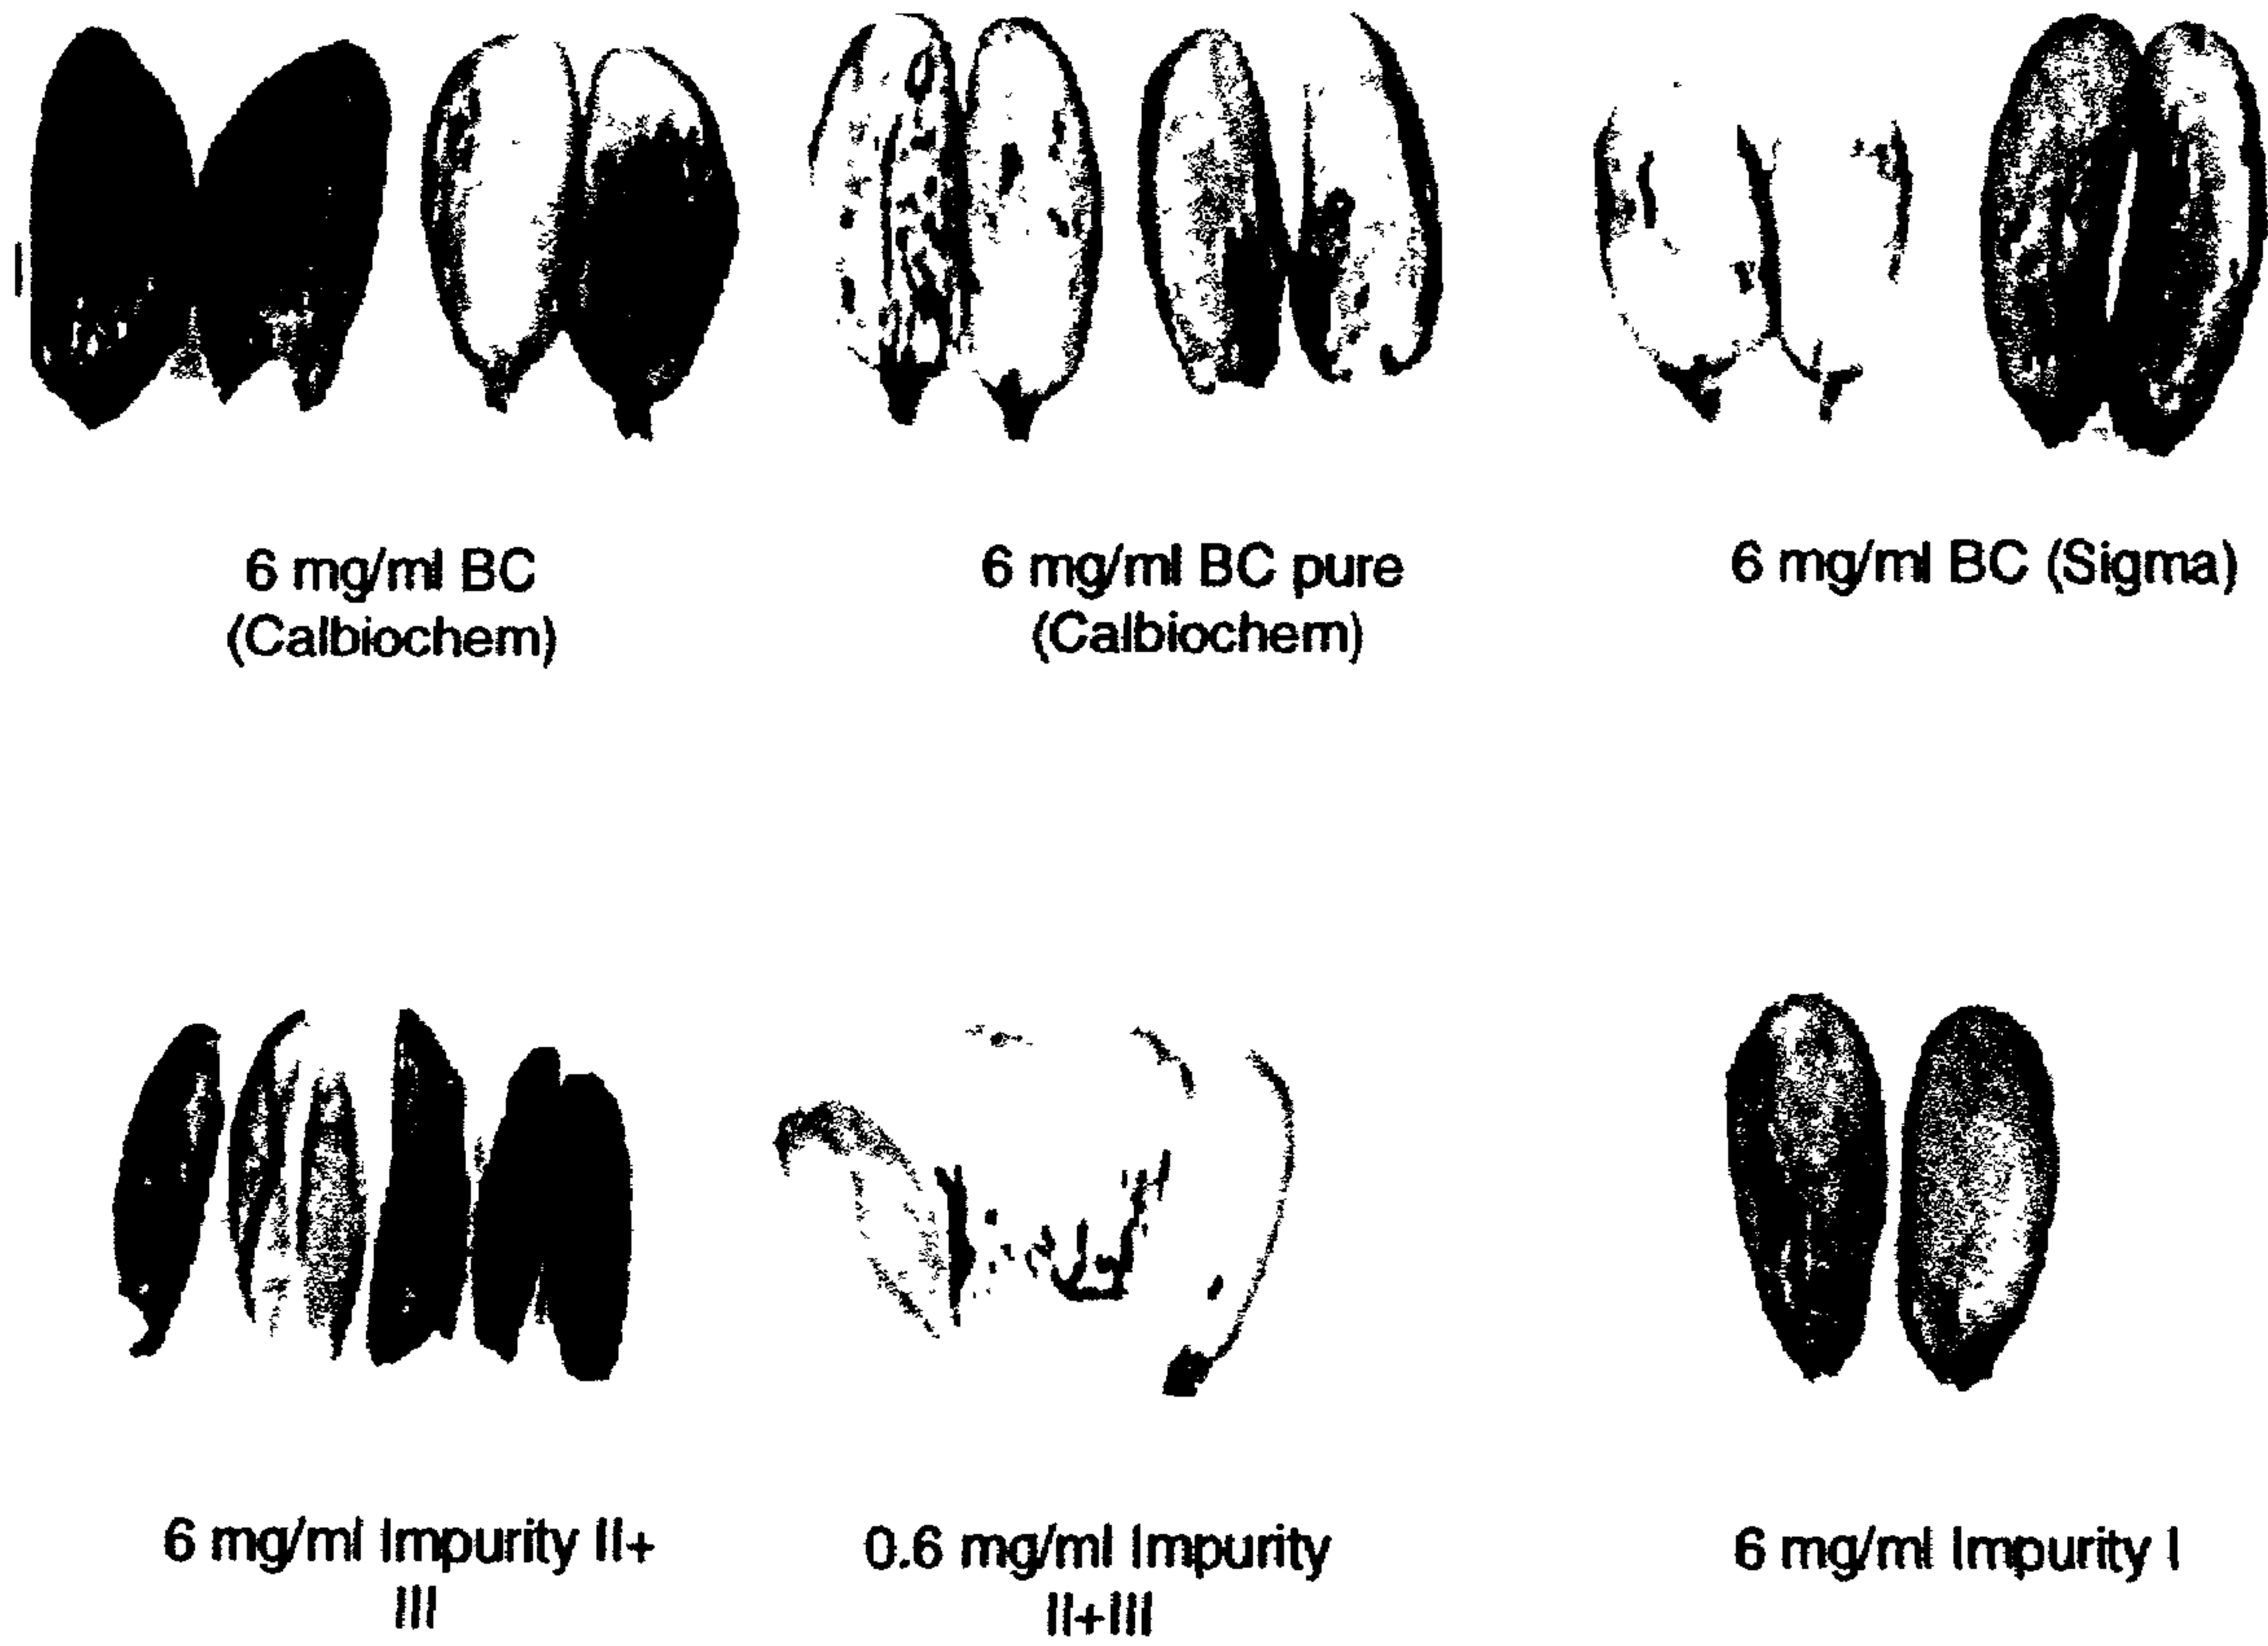 6 mg/ml BC
(Calbiochem)
6 mg/ml BC pure
(Calbiochem)
6 mg/ml BC (Sigma)
6 mg/ml Impurity II+
III
0.6 mg/ml Impurity
II+III
6 mg/ml Impurity I